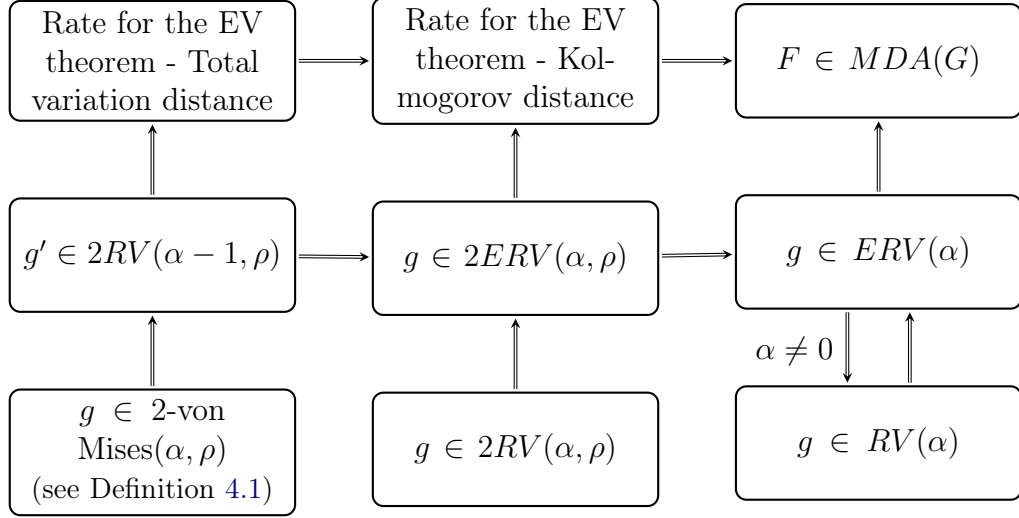 Rate for the EV
theorem - Total
variation distance
Rate for the EV
theorem - Kol-
mogorov distance
F ∈ MDA(G)
g′ ∈ 2RV(α − 1, ρ)
g ∈ 2ERV(α, ρ)
g ∈ ERV(α)
α ≠ 0
g ∈ 2-von
Mises(α, ρ)
(see Definition 4.1)
g ∈ 2RV(α, ρ)
g ∈ RV(α)